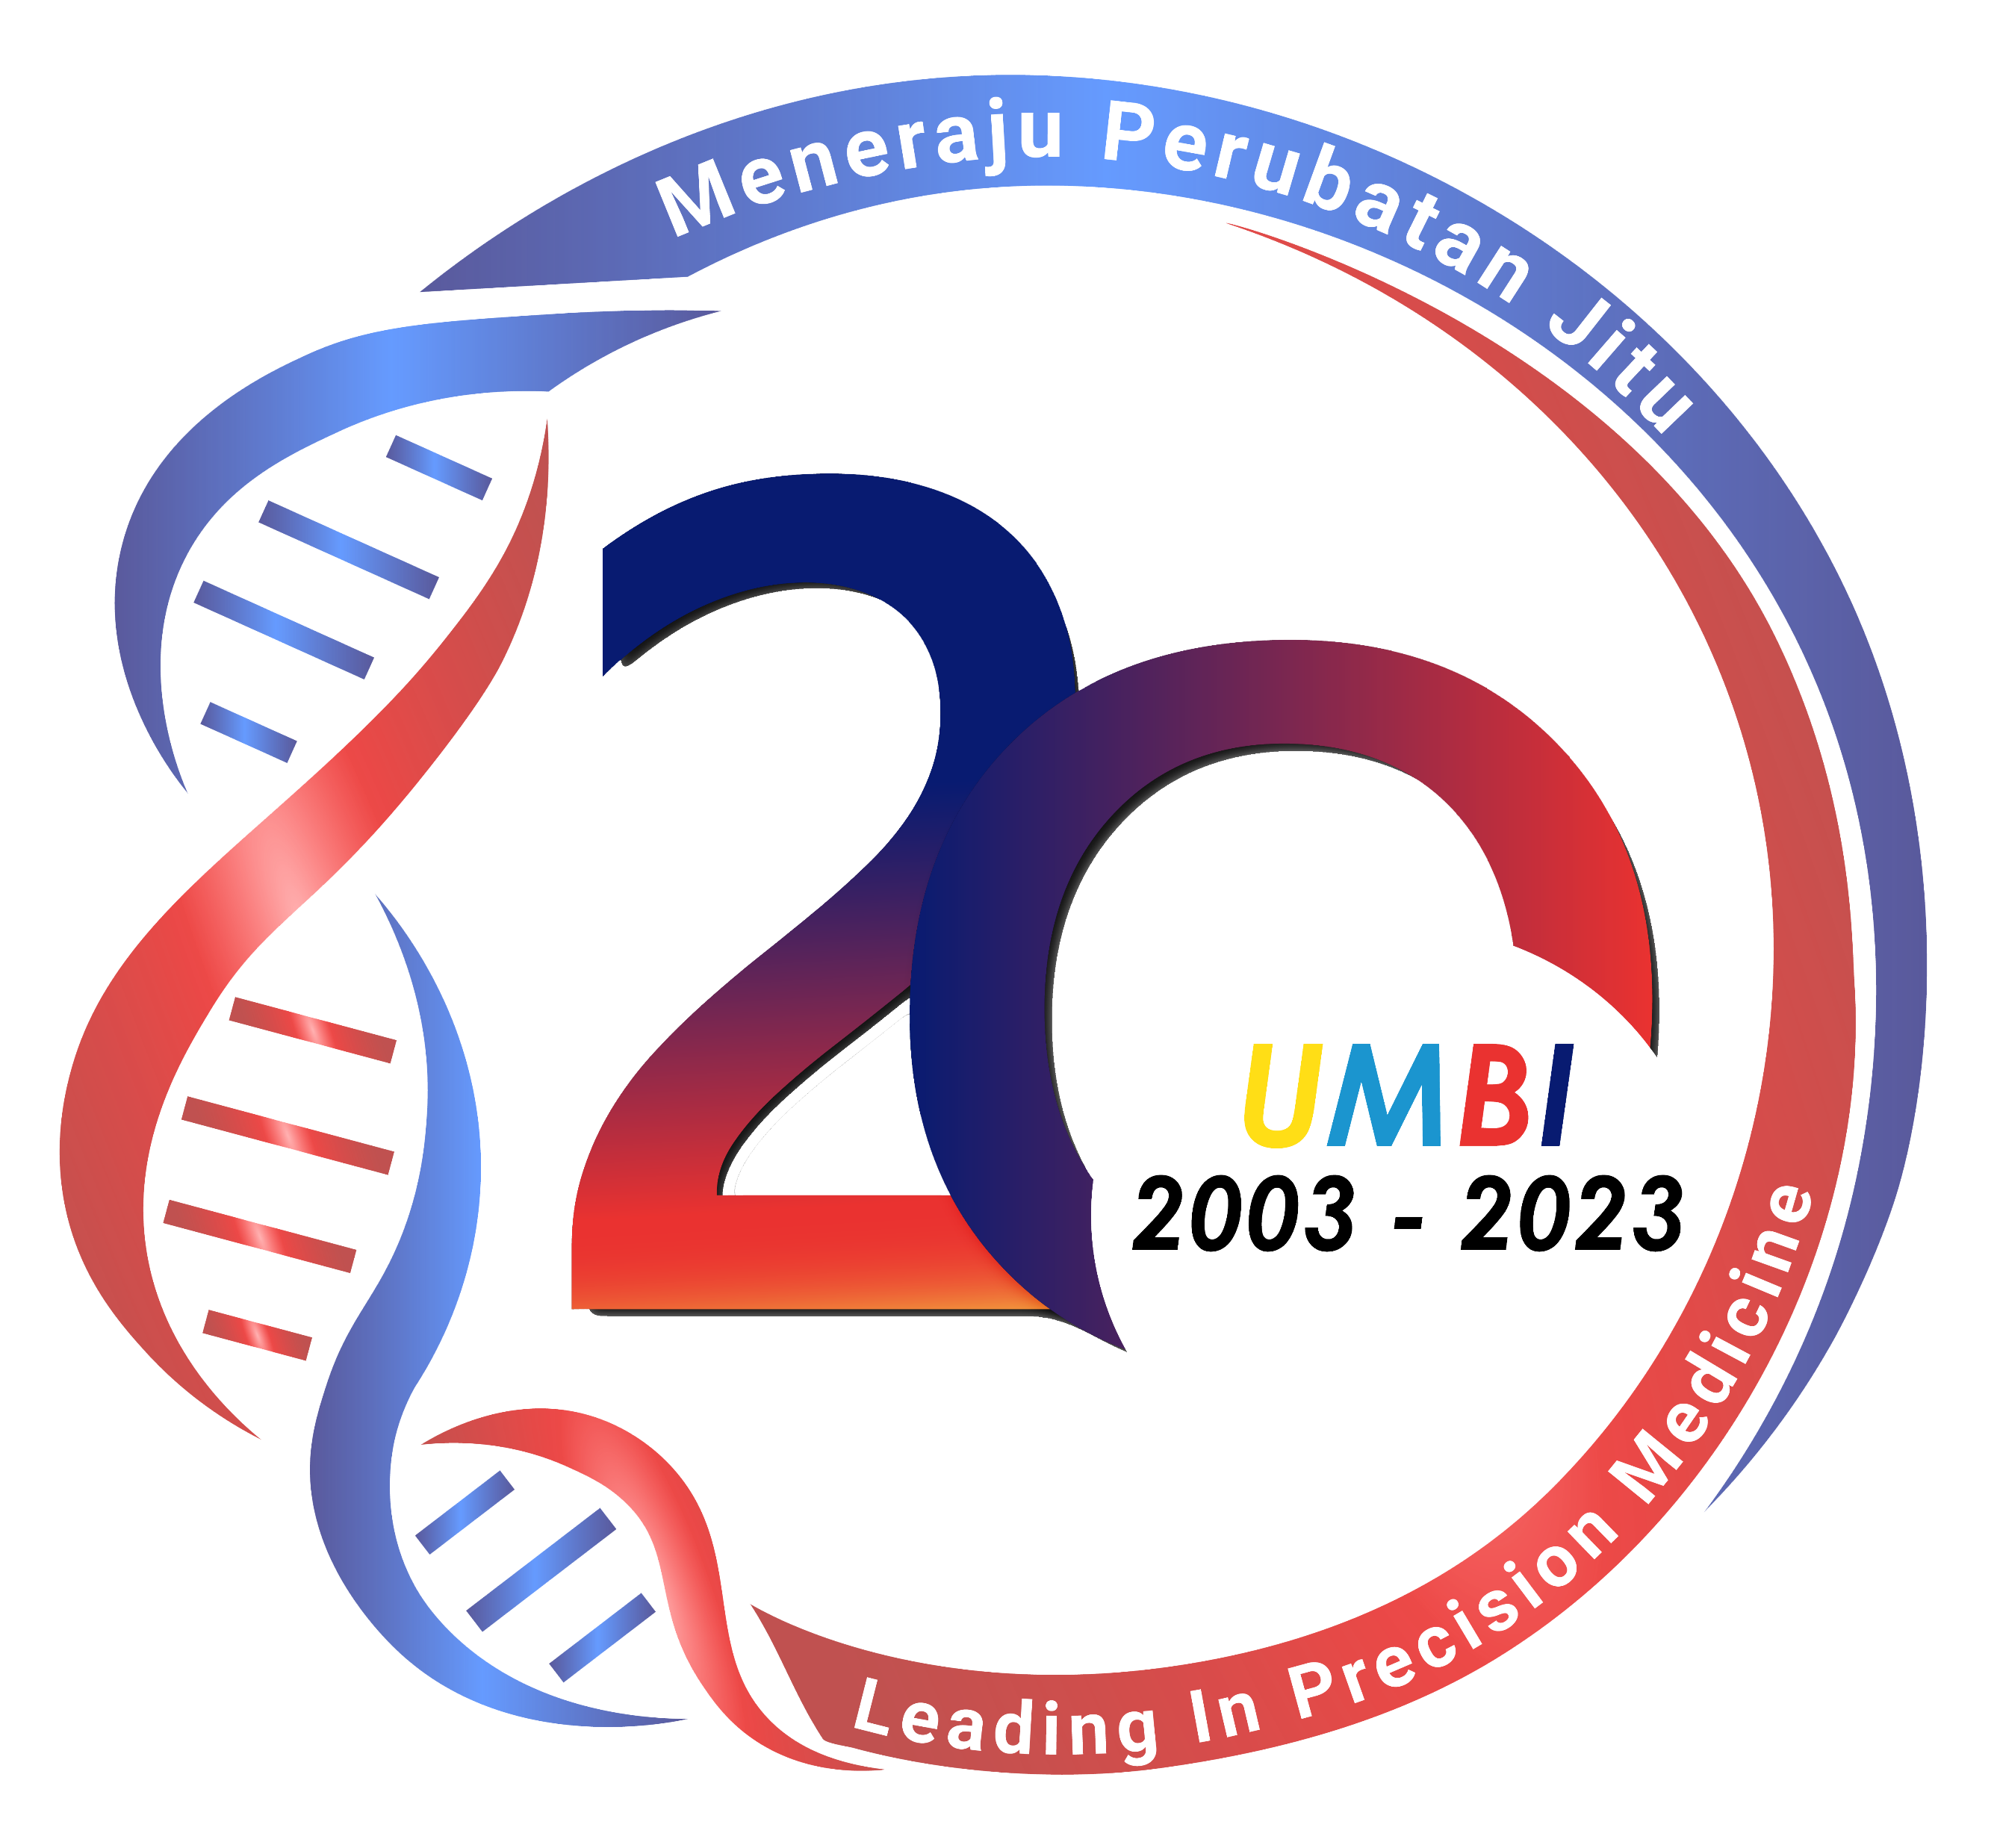 Meneraju Perubatan Jitu
20
UMBI
2003 - 2023
Leading In Precision Medicine